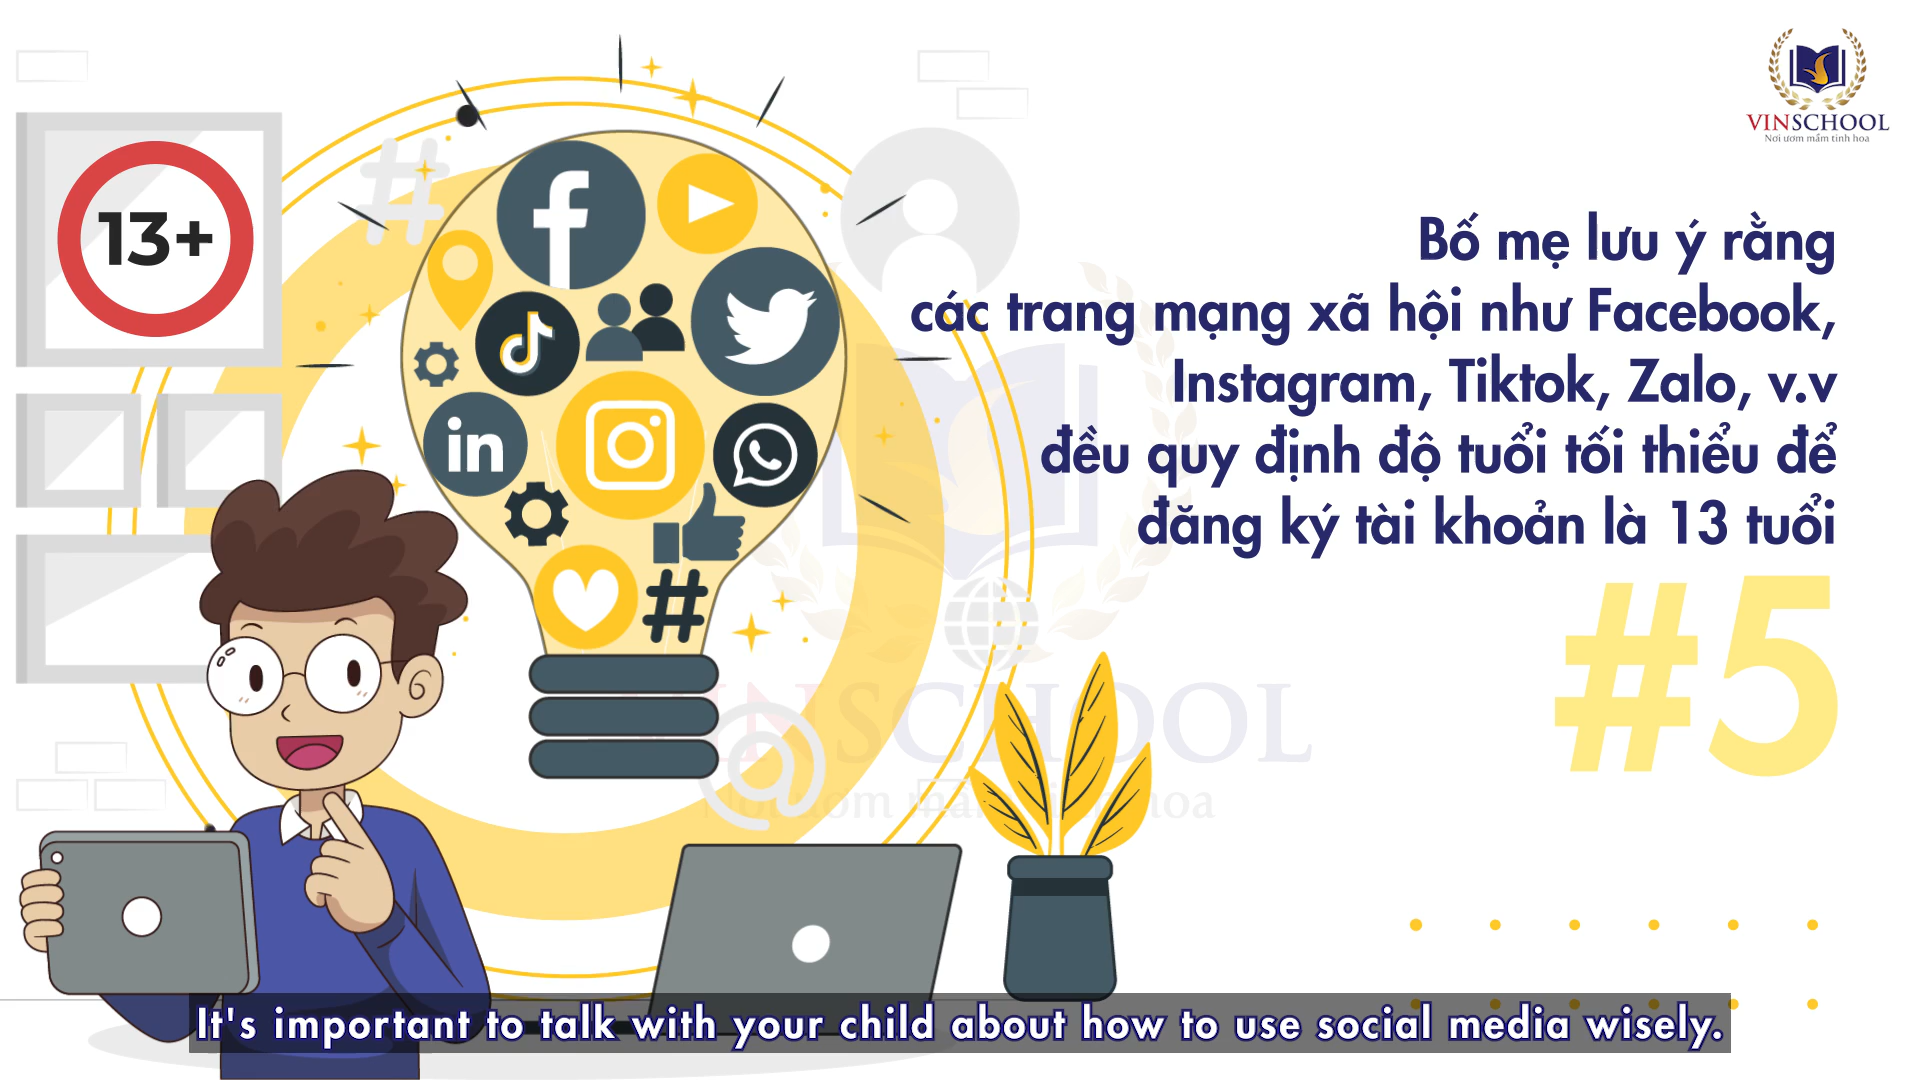 VINSCHOOL
Nơi ươm mầm tinh hoa
13+
Bố mẹ lưu ý rằng
các trang mạng xã hội như Facebook,
Instagram, Tiktok, Zalo, v.v
đều quy định độ tuổi tối thiểu để
đăng ký tài khoản là 13 tuổi
#5
in
#
#
@
VINSCHOOL
It's important to talk with your child about how to use social media wisely.